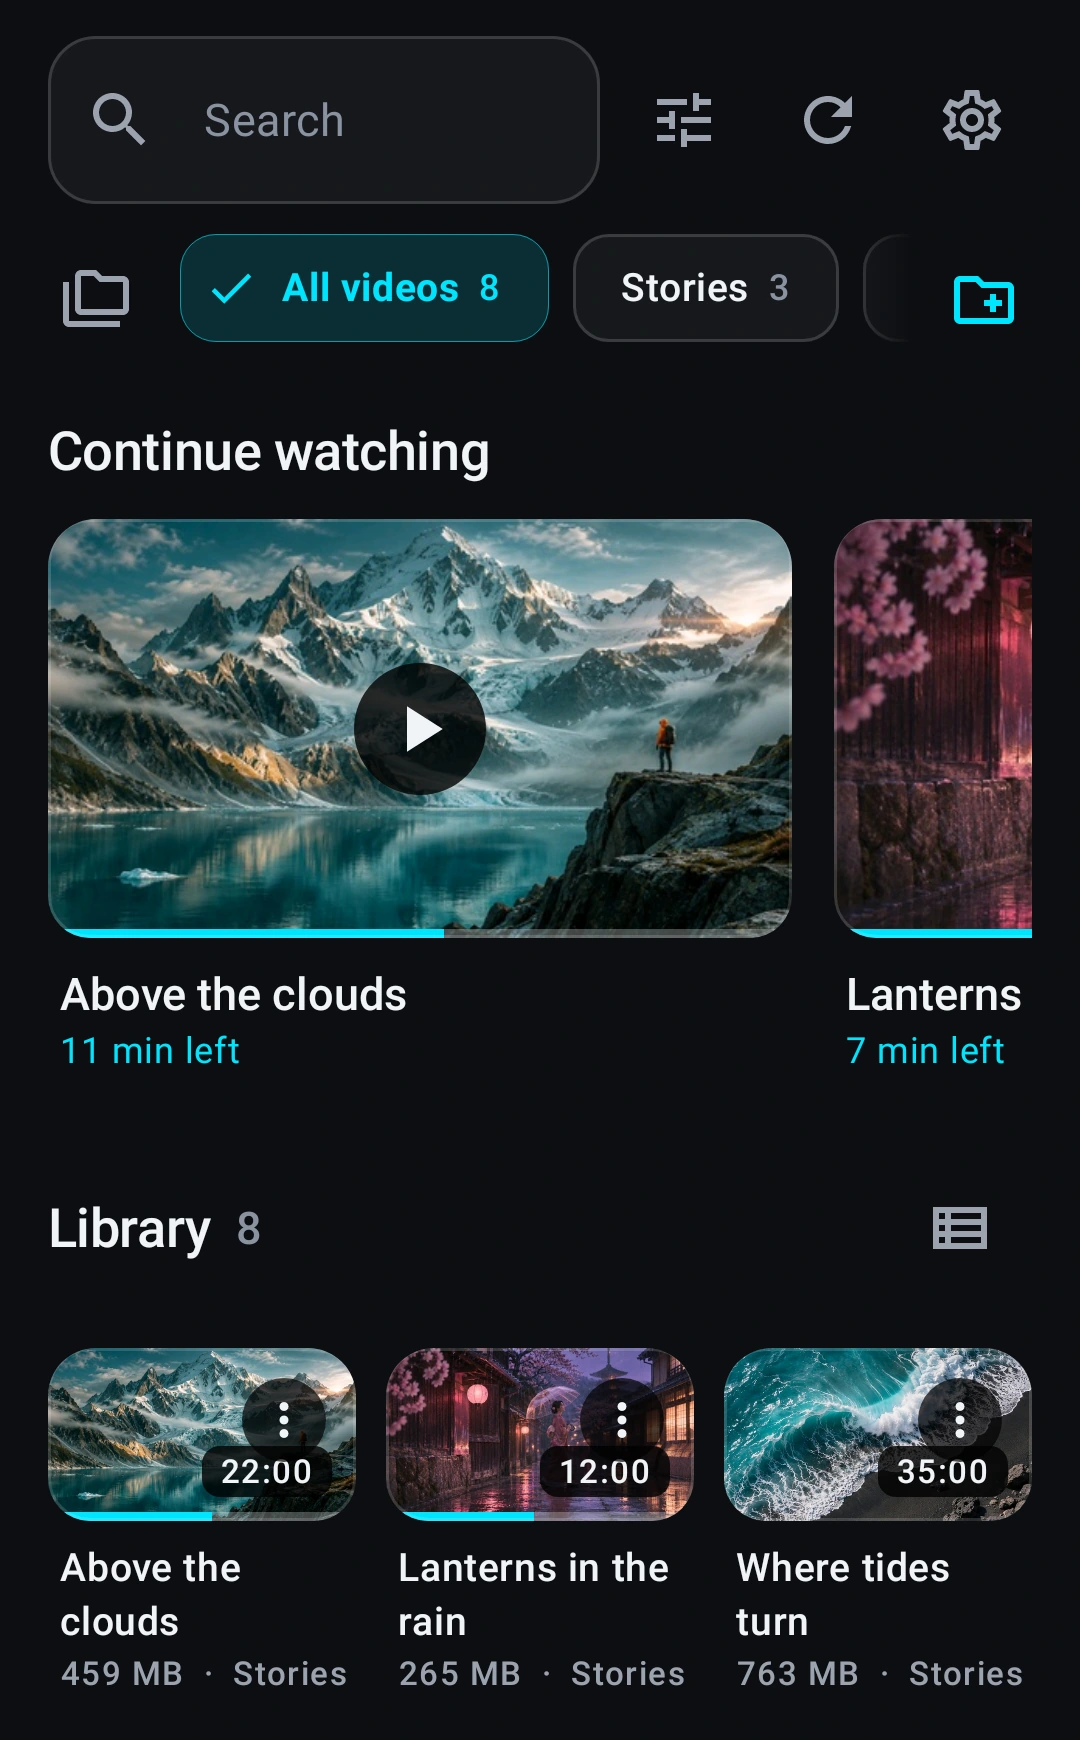 Search
All videos 8
Stories 3
Continue watching
Above the clouds
11 min left
Lanterns
7 min left
Library 8
22:00
12:00
35:00
Above the
clouds
459 MB · Stories
Lanterns in the
rain
265 MB · Stories
Where tides
turn
763 MB · Stories